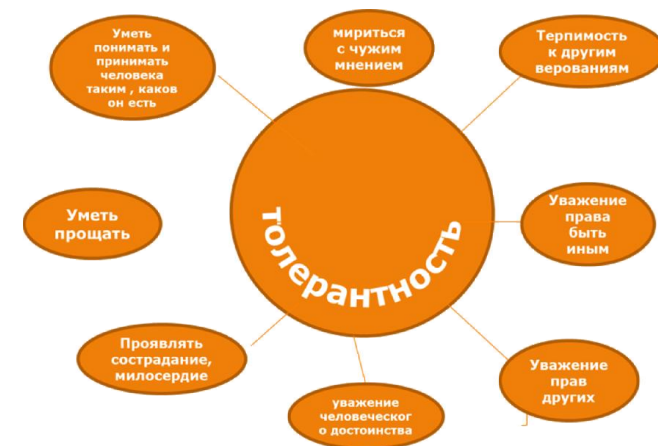 Уметь
понимать и
принимать
человека
таким , каков
он есть
мириться
с чужим
мнением
Терпимость
к другим
верованиям
Уметь
прощать
толерантность
Уважение
права
быть
иным
Проявлять
сострадание,
милосердие
уважение
человеческог
о достоинства
Уважение
прав
других